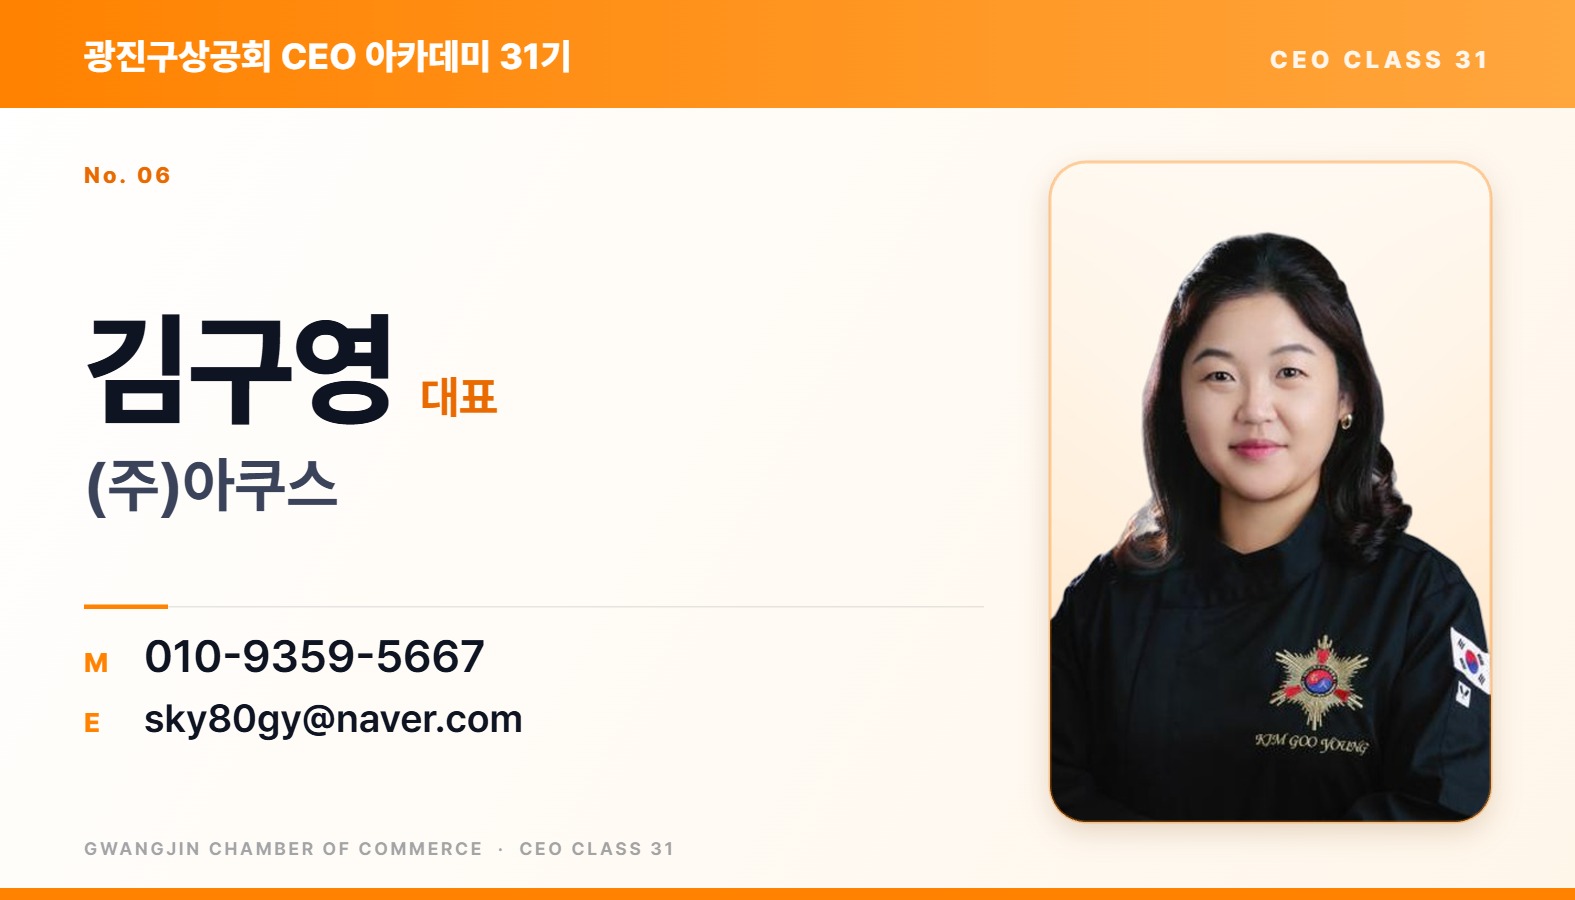 광진구상공회 CEO 아카데미 31기
CEO CLASS 31
No. 06
김구영 대표
(주)아쿠스
M 010-9359-5667
E sky80gy@naver.com
KIM GOO YOUNG
GWANGJIN CHAMBER OF COMMERCE · CEO CLASS 31